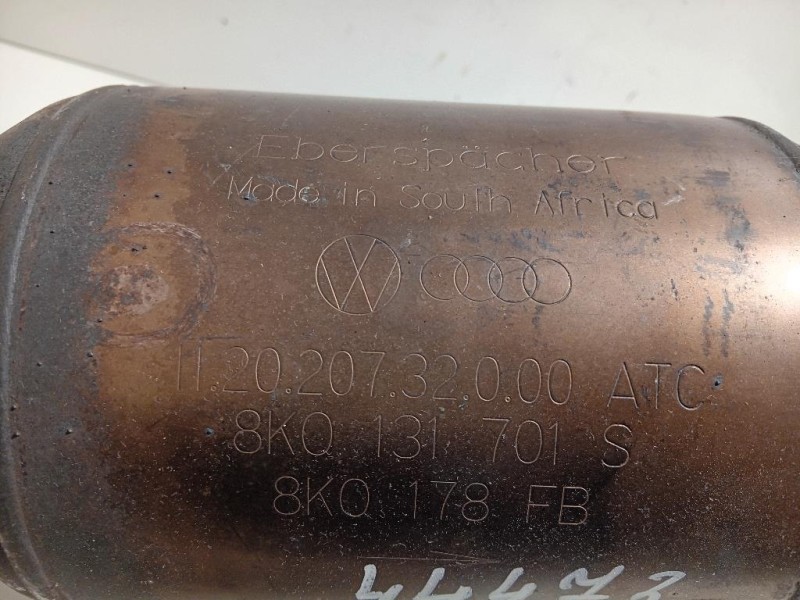 Eberspächer
Made in South Africa
11.20.207.32.0.00 ATC
8K0 131 701 S
8K0 178 FB